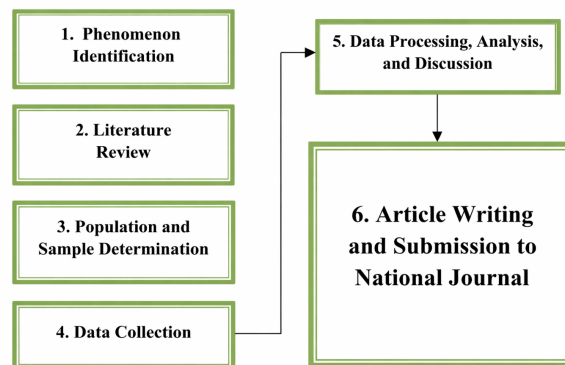 1. Phenomenon
Identification
2. Literature
Review
3. Population and
Sample Determination
4. Data Collection
5. Data Processing, Analysis,
and Discussion
6. Article Writing
and Submission to
National Journal